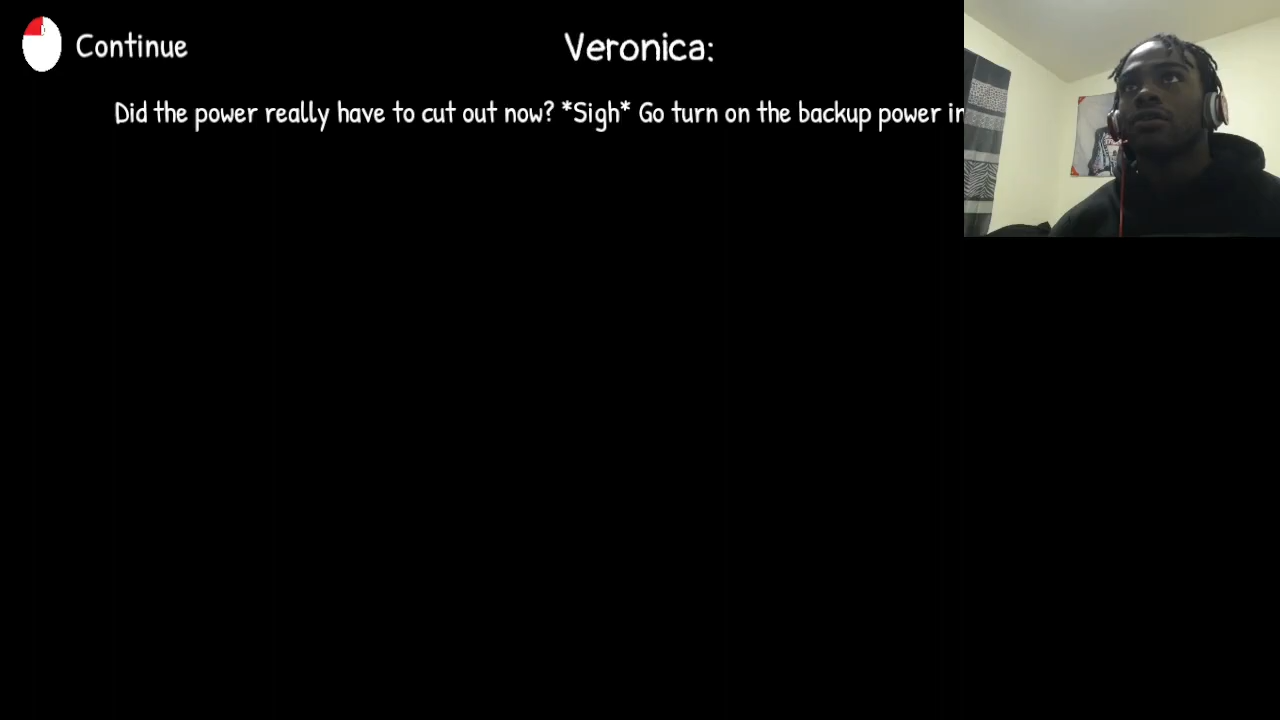 Continue
Veronica:
Did the power really have to cut out now? *Sigh* Go turn on the backup power in